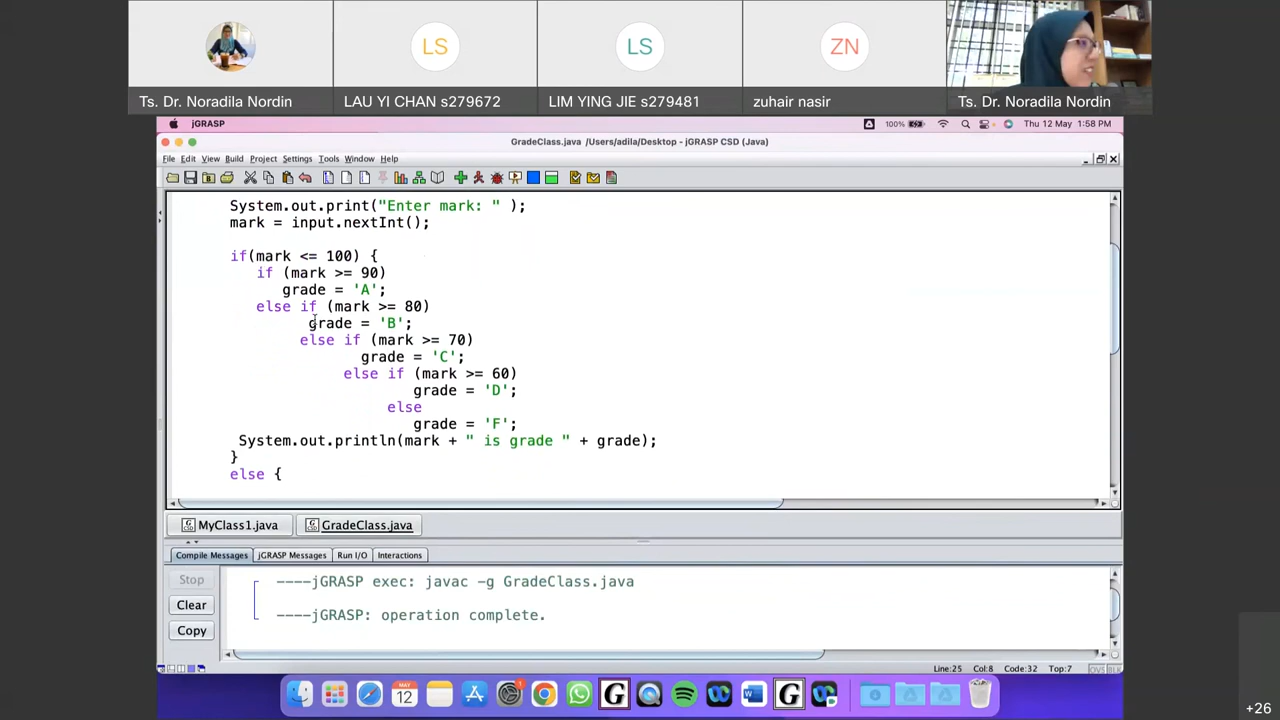 LS
LS
ZN
Ts. Dr. Noradila Nordin
LAU YI CHAN s279672
LIM YING JIE s279481
zuhair nasir
Ts. Dr. Noradila Nordin
jGRASP
100%
Thu 12 May 1:58 PM
GradeClass.java /Users/adila/Desktop - jGRASP CSD (Java)
File Edit View Build Project Settings Tools Window Help
System.out.print("Enter mark: " );
mark = input.nextInt();
if(mark <= 100) {
if (mark >= 90)
grade = 'A';
else if (mark >= 80)
grade = 'B';
else if (mark >= 70)
grade = 'C';
else if (mark >= 60)
grade = 'D';
else
grade = 'F';
System.out.println(mark + " is grade " + grade);
}
else {
MyClass1.java
GradeClass.java
Compile Messages
jGRASP Messages
Run I/O
Interactions
Stop
Clear
Copy
----jGRASP exec: javac -g GradeClass.java
----jGRASP: operation complete.
Line:25 Col:8 Code:32 Top:7
OVS BLK
MAY
12
G
G
W
+26